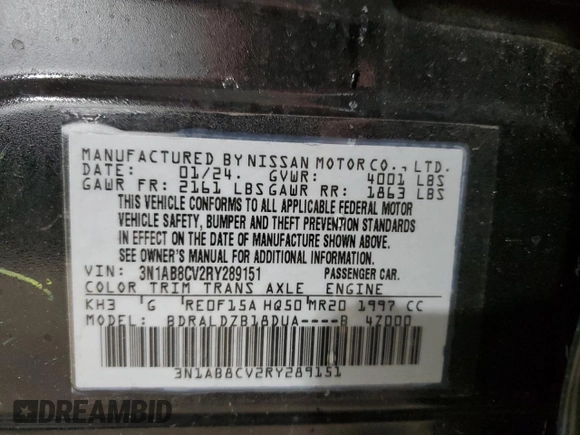 MANUFACTURED BY NISSAN MOTOR CO., LTD.
DATE: 01/24. GVWR: 4001 LBS
GAWR FR: 2161 LBS GAWR RR: 1863 LBS
THIS VEHICLE CONFORMS TO ALL APPLICABLE FEDERAL MOTOR
VEHICLE SAFETY, BUMPER AND THEFT PREVENTION STANDARDS
IN EFFECT ON THE DATE OF MANUFACTURE SHOWN ABOVE.
SEE OWNER'S MANUAL FOR ADDITIONAL INFORMATION.
VIN: 3N1AB8CV2RY289151 PASSENGER CAR.
COLOR TRIM TRANS AXLE ENGINE
KH3 G RE0F15A HQ50 MR20 1997 CC
MODEL: BDRALDZB18DUA----B 4Z000
3N1AB8CV2RY289151
DREAMBID